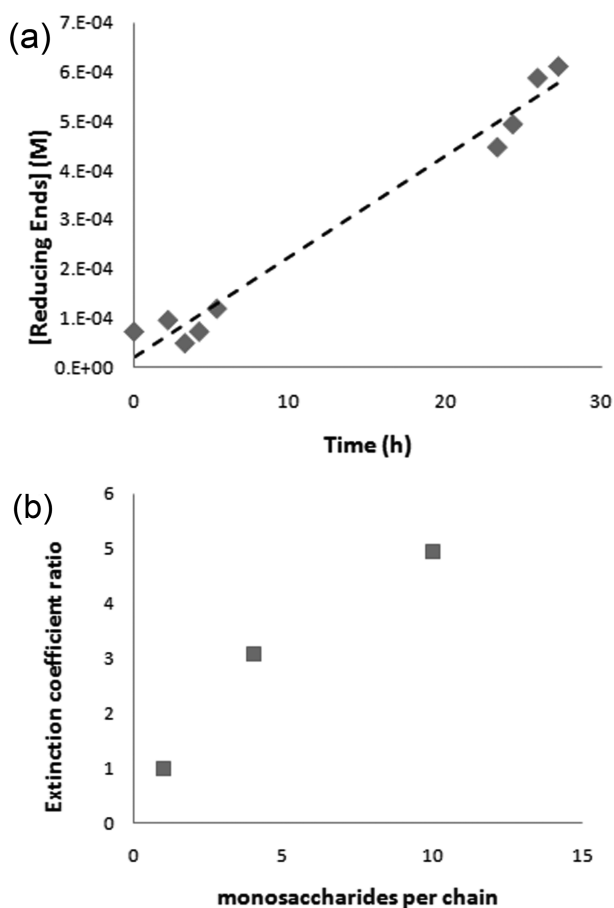 (a)
7.E-04
6.E-04
5.E-04
4.E-04
3.E-04
2.E-04
1.E-04
0.E+00
[Reducing Ends] (M)
0 10 20 30
Time (h)
(b)
6
5
4
3
2
1
0
Extinction coefficient ratio
0 5 10 15
monosaccharides per chain